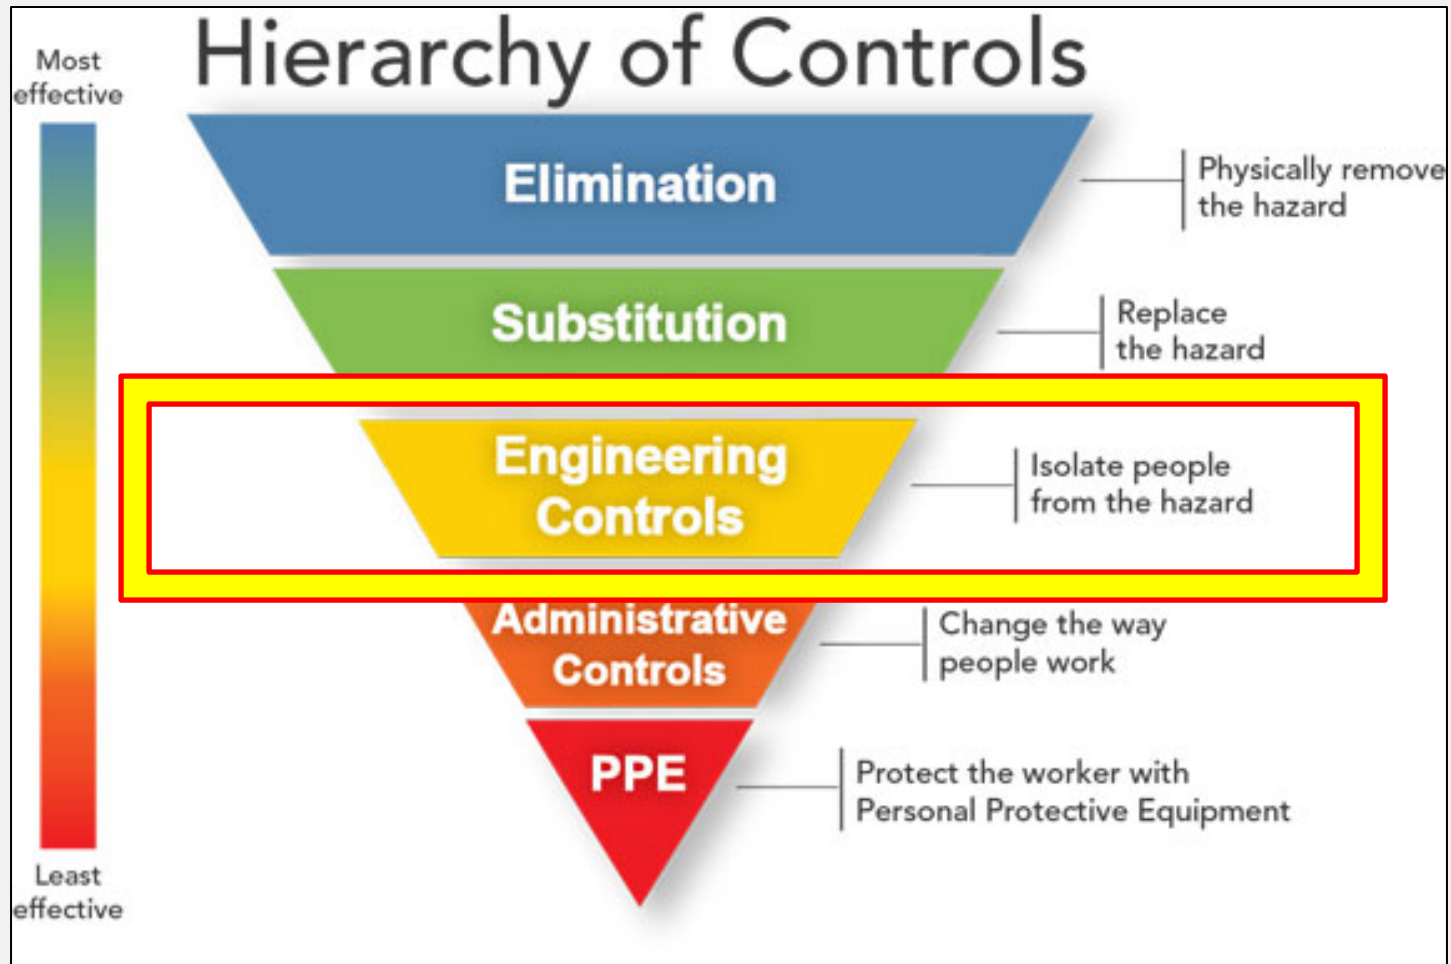 Hierarchy of Controls
Most
effective
Elimination
Physically remove
the hazard
Substitution
Replace
the hazard
Engineering
Controls
Isolate people
from the hazard
Administrative
Controls
Change the way
people work
PPE
Protect the worker with
Personal Protective Equipment
Least
effective